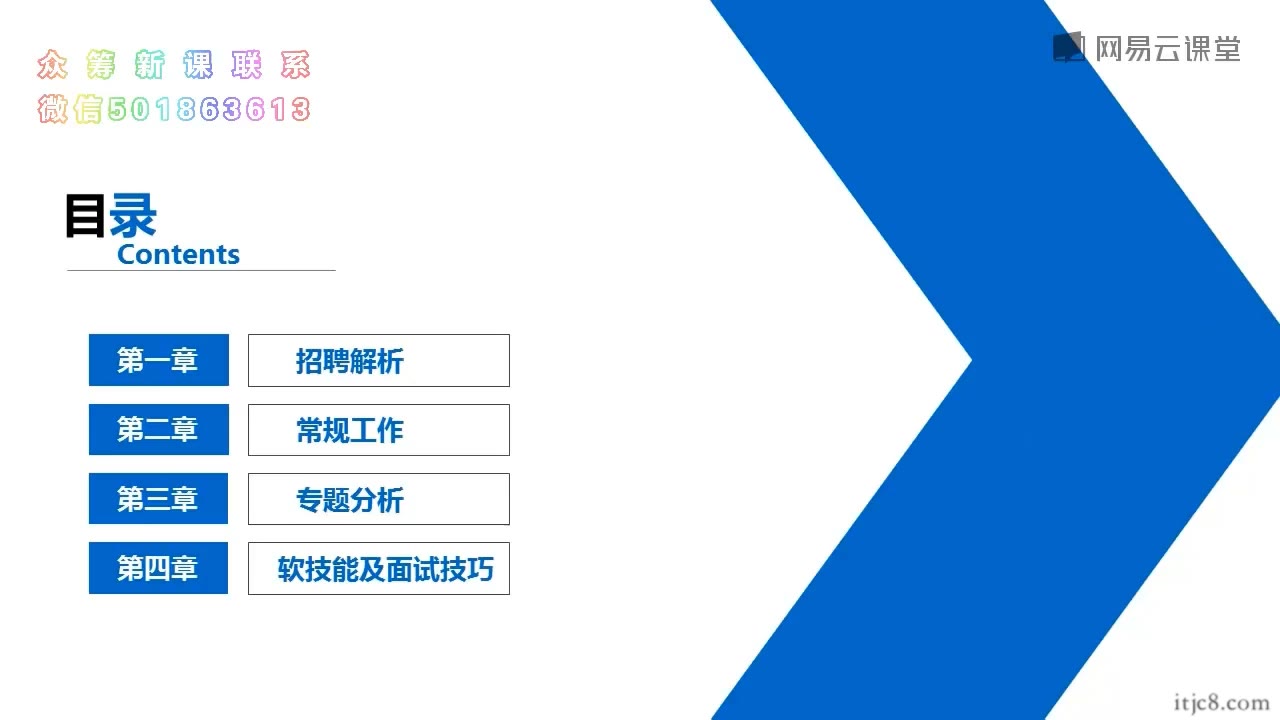 众筹新课联系
微信501863613
网易云课堂
目录
Contents
第一章 招聘解析
第二章 常规工作
第三章 专题分析
第四章 软技能及面试技巧
itjc8.com